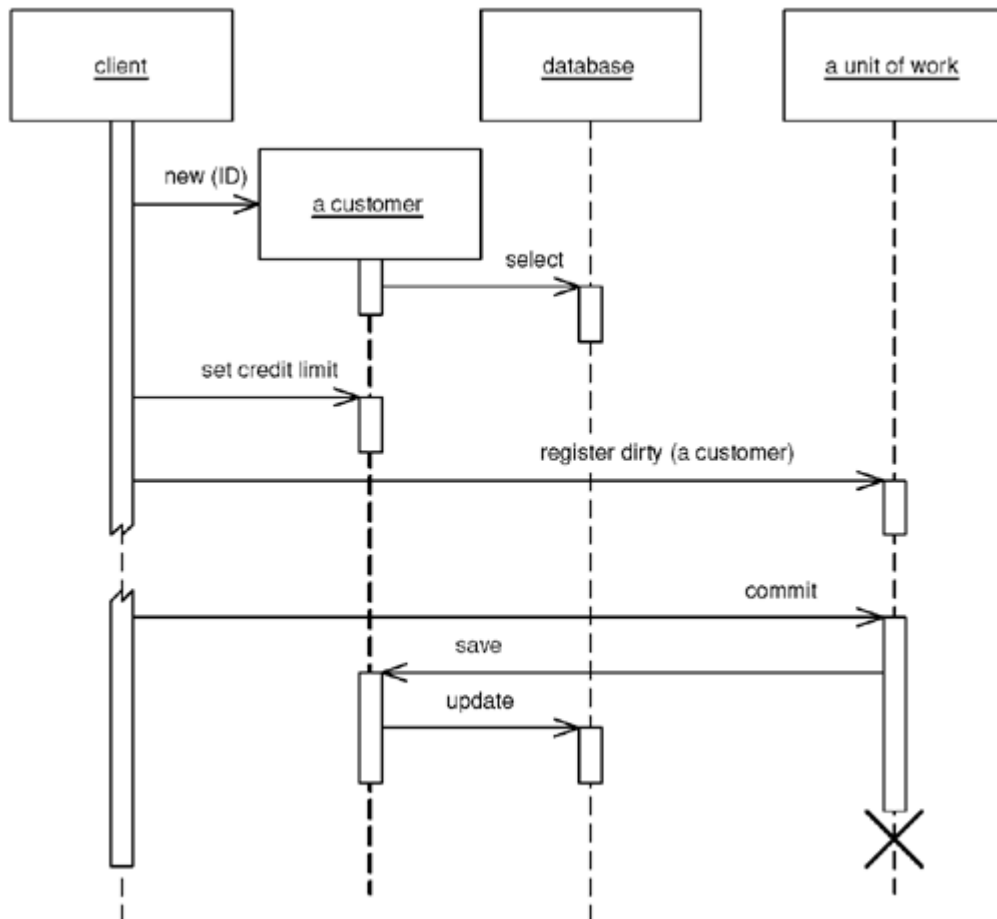 client
database
a unit of work
new (ID)
a customer
select
set credit limit
register dirty (a customer)
commit
save
update